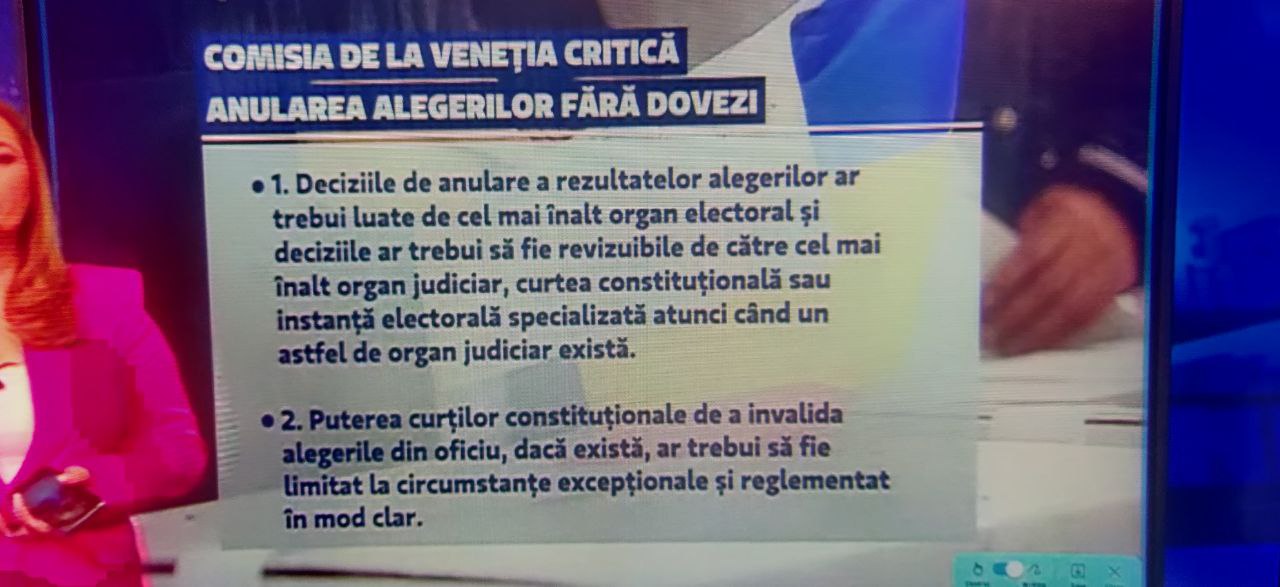 COMISIA DE LA VENEȚIA CRITICĂ
ANULAREA ALEGERILOR FĂRĂ DOVEZI
• 1. Deciziile de anulare a rezultatelor alegerilor ar
trebui luate de cel mai înalt organ electoral și
deciziile ar trebui să fie revizuibile de către cel mai
înalt organ judiciar, curtea constituțională sau
instanță electorală specializată atunci când un
astfel de organ judiciar există.
• 2. Puterea curților constituționale de a invalida
alegerile din oficiu, dacă există, ar trebui să fie
limitat la circumstanțe excepționale și reglementat
în mod clar.